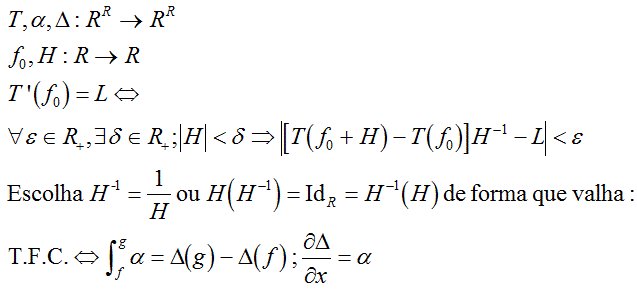 T, α, Δ : R^R → R^R
f₀, H : R → R
T'(f₀) = L ⇔
∀ε ∈ R₊, ∃δ ∈ R₊; |H| < δ ⇒ |[T(f₀ + H) − T(f₀)]H⁻¹ − L| < ε
Escolha H⁻¹ = 1/H ou H(H⁻¹) = Id_R = H⁻¹(H) de forma que valha :
T.F.C. ⇔ ∫_f^g α = Δ(g) − Δ(f) ; ∂Δ/∂x = α